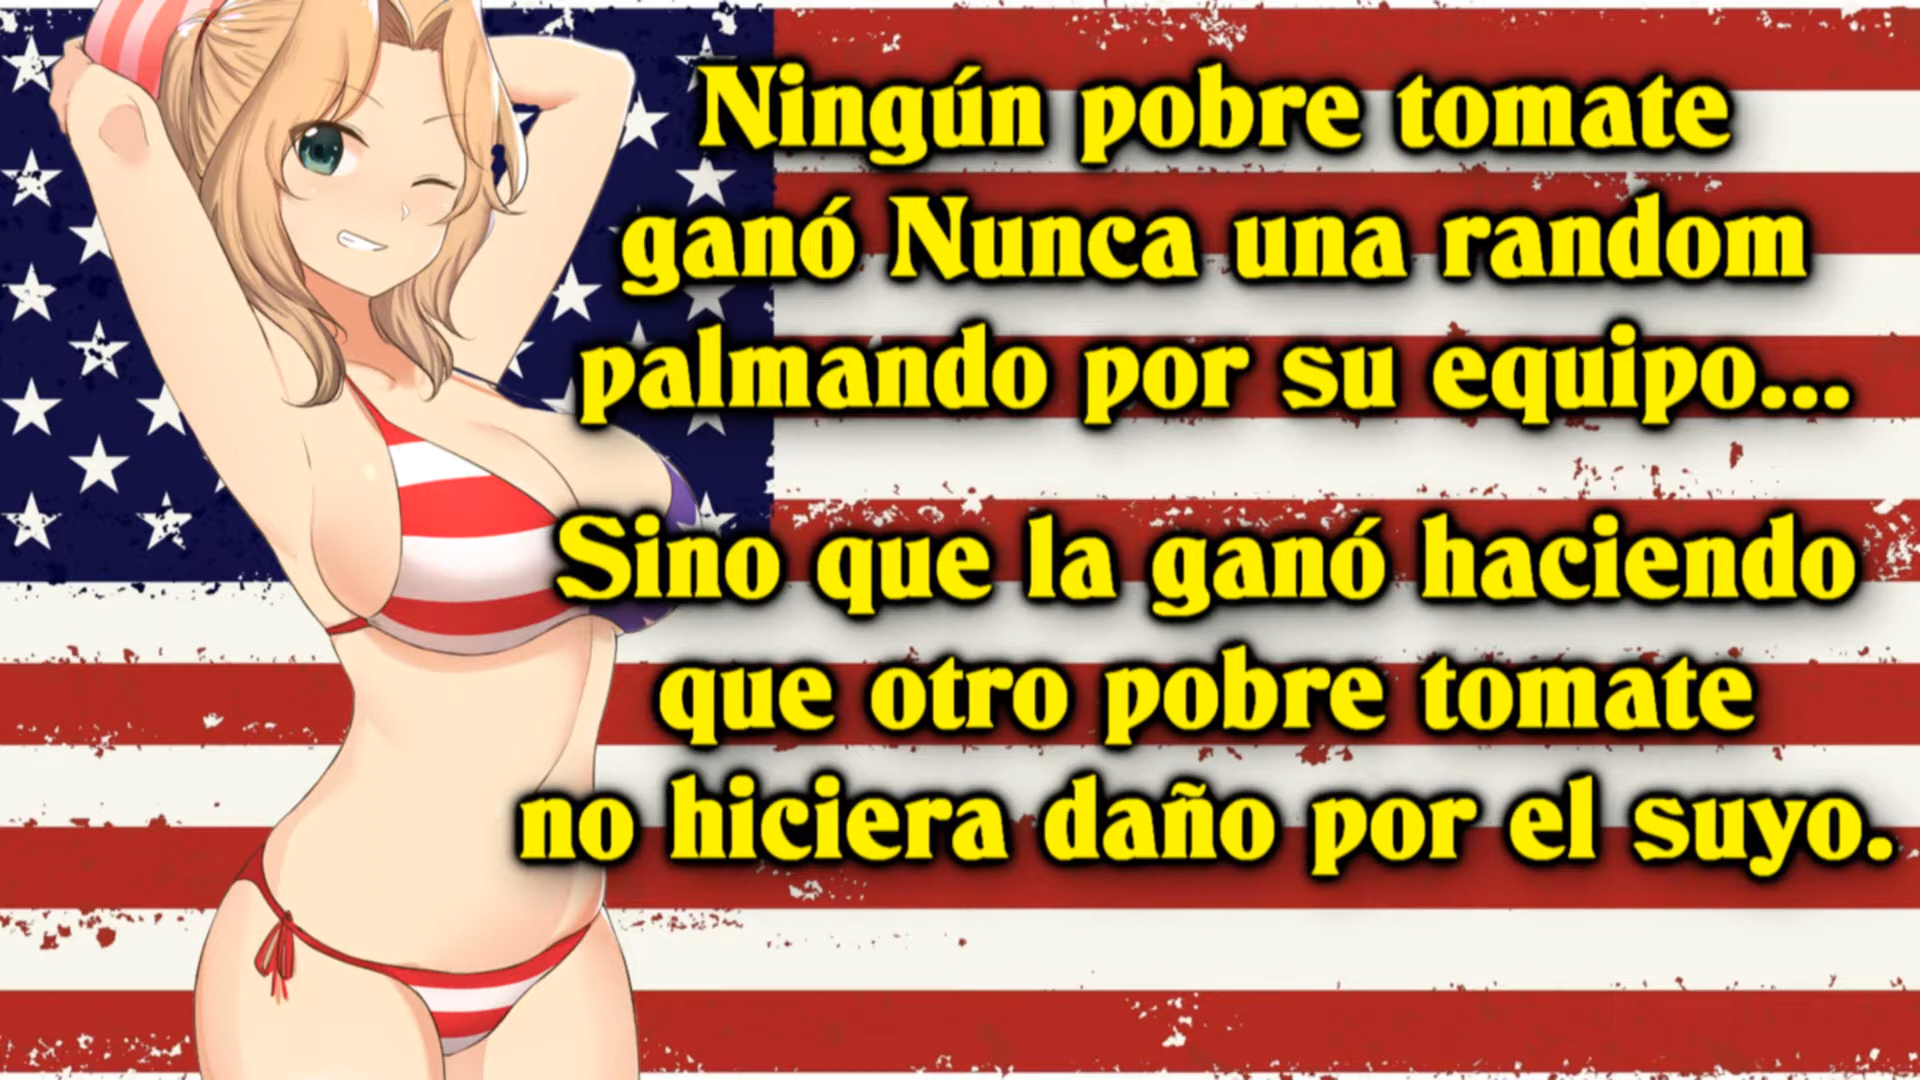 Ningún pobre tomate
ganó Nunca una random
palmando por su equipo...
Sino que la ganó haciendo
que otro pobre tomate
no hiciera daño por el suyo.